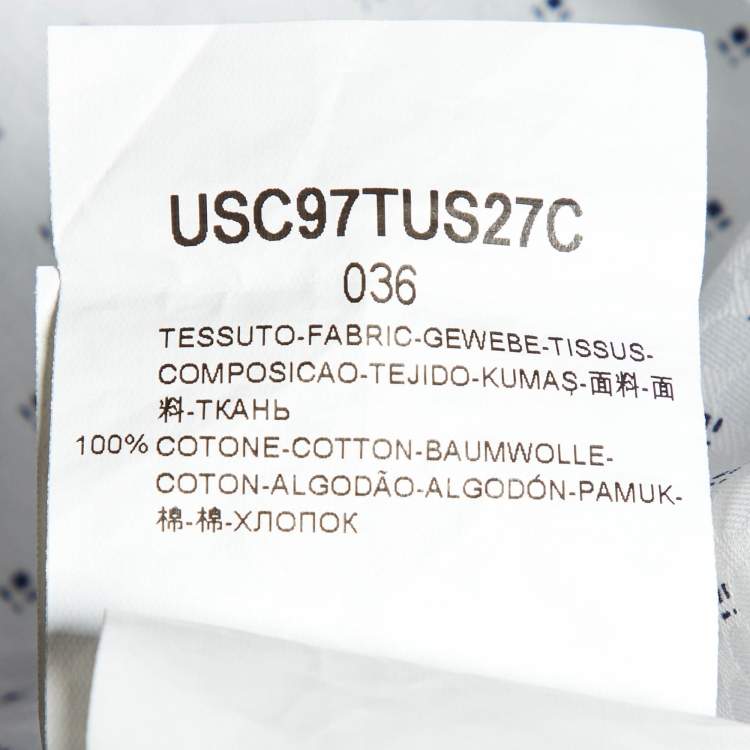 USC97TUS27C
036
TESSUTO-FABRIC-GEWEBE-TISSUS-
COMPOSICAO-TEJIDO-KUMAŞ-面料-面
料-ТКАНЬ
100% COTONE-COTTON-BAUMWOLLE-
COTON-ALGODÃO-ALGODÓN-PAMUK-
棉-棉-ХЛОПОК